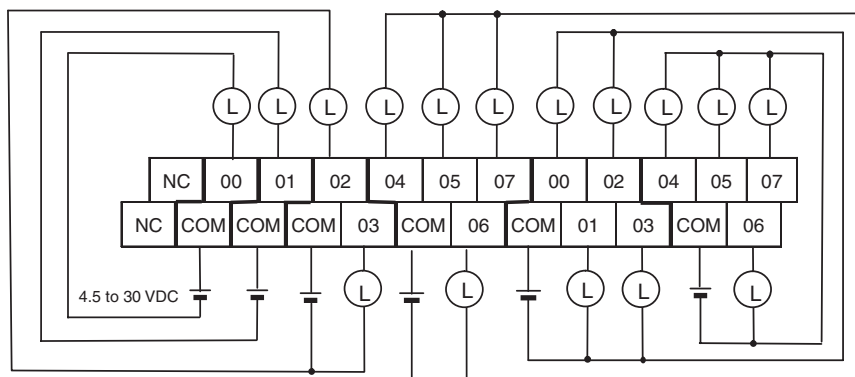 L L L L L L L L L L L
NC 00 01 02 04 05 07 00 02 04 05 07
NC COM COM COM 03 COM 06 COM 01 03 COM 06
4.5 to 30 VDC L L L L L